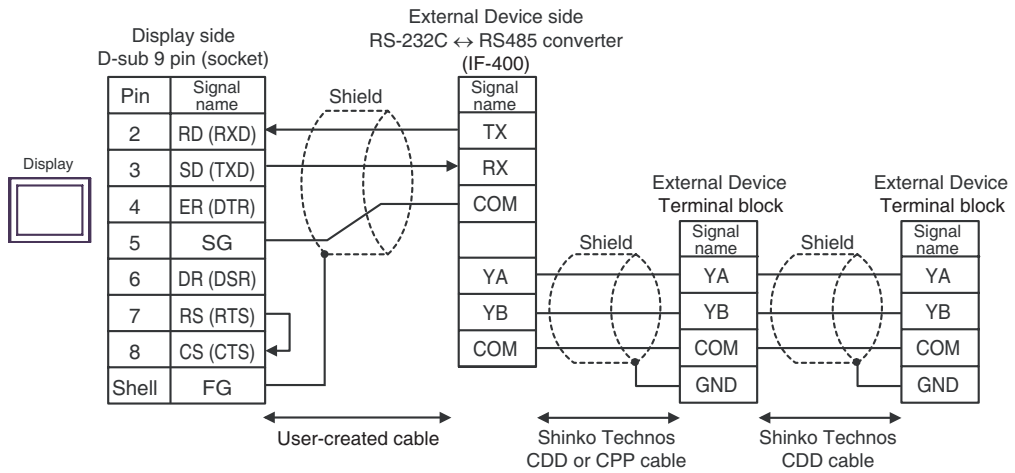 External Device side
RS-232C ↔ RS485 converter
(IF-400)
Display side
D-sub 9 pin (socket)
Display
Pin Signal name
2 RD (RXD)
3 SD (TXD)
4 ER (DTR)
5 SG
6 DR (DSR)
7 RS (RTS)
8 CS (CTS)
Shell FG
Shield
Signal name
TX
RX
COM
YA
YB
COM
Shield
External Device
Terminal block
Signal name
YA
YB
COM
GND
Shield
External Device
Terminal block
Signal name
YA
YB
COM
GND
User-created cable
Shinko Technos
CDD or CPP cable
Shinko Technos
CDD cable